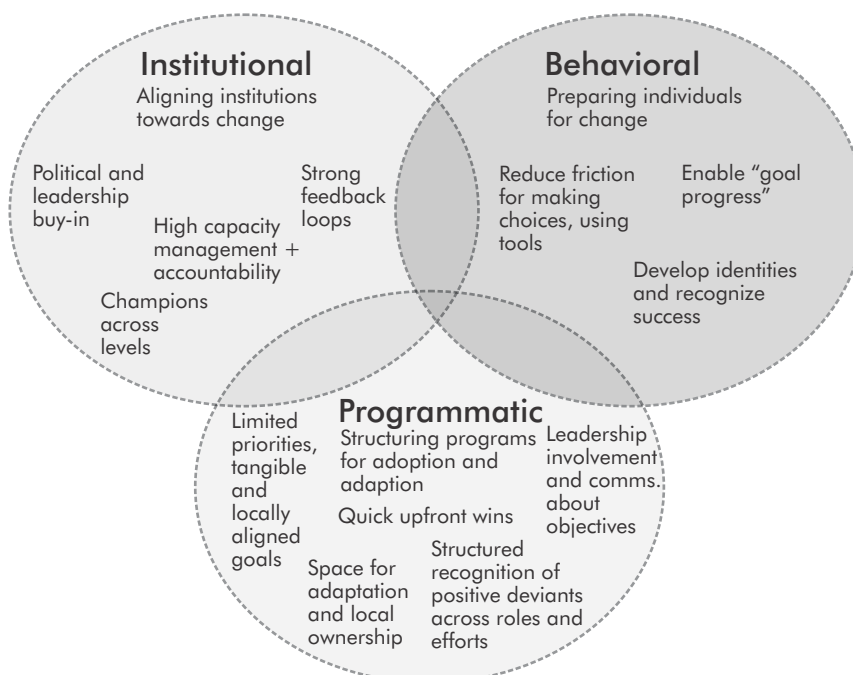 Institutional
Aligning institutions
towards change
Political and
leadership
buy-in
Strong
feedback
loops
High capacity
management +
accountability
Champions
across
levels
Behavioral
Preparing individuals
for change
Reduce friction
for making
choices, using
tools
Enable “goal
progress”
Develop identities
and recognize
success
Programmatic
Structuring programs
for adoption and
adaption
Limited
priorities,
tangible
and
locally
aligned
goals
Quick upfront wins
Leadership
involvement
and comms.
about
objectives
Space for
adaptation
and local
ownership
Structured
recognition of
positive deviants
across roles and
efforts